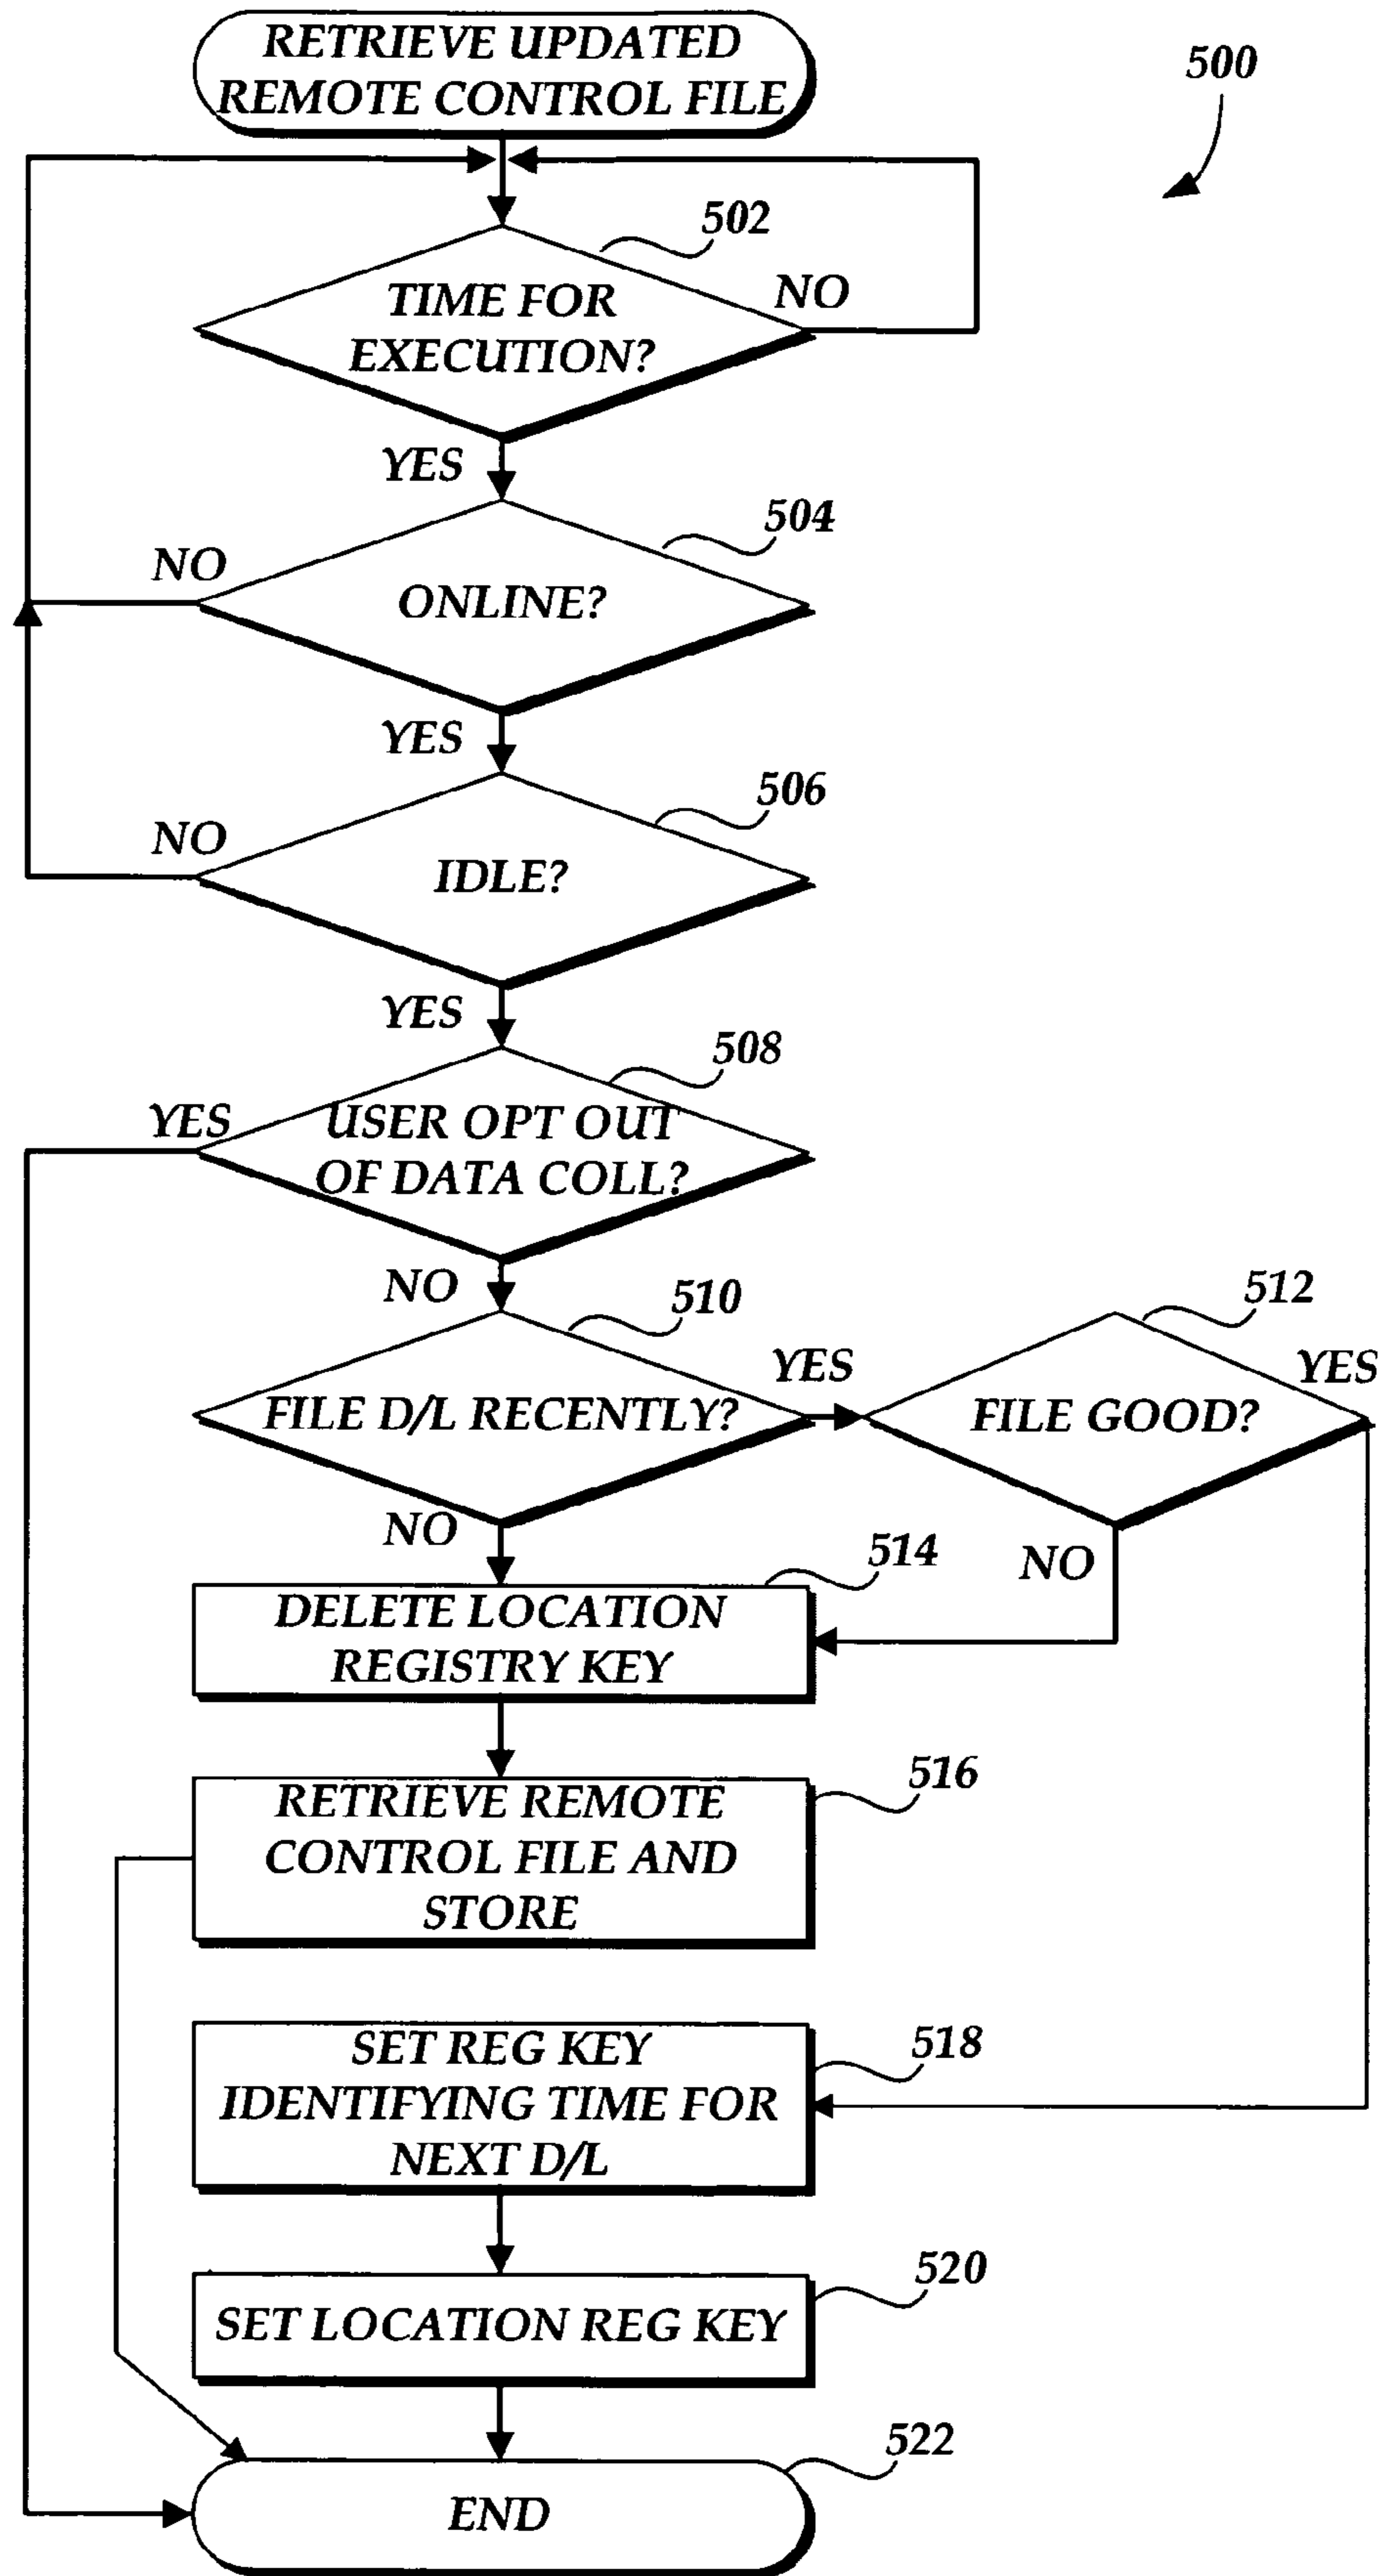 RETRIEVE UPDATED
REMOTE CONTROL FILE
500
502
TIME FOR
EXECUTION?
NO
YES
504
NO
ONLINE?
YES
506
NO
IDLE?
YES
508
YES
USER OPT OUT
OF DATA COLL?
NO
510
512
YES
YES
FILE D/L RECENTLY?
FILE GOOD?
NO
NO
514
DELETE LOCATION
REGISTRY KEY
516
RETRIEVE REMOTE
CONTROL FILE AND
STORE
518
SET REG KEY
IDENTIFYING TIME FOR
NEXT D/L
520
SET LOCATION REG KEY
522
END